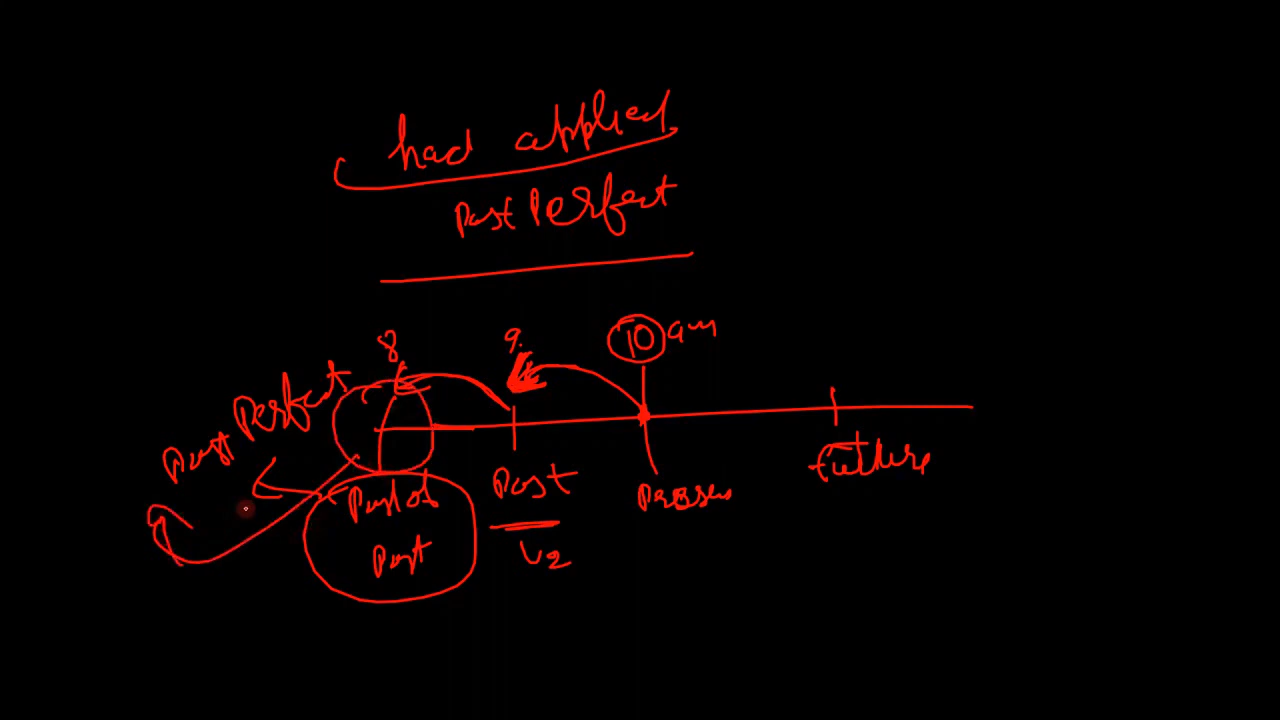 had applied
Past Perfect
8 9. 10 am
Past Perfect
Past of Past
Past Present future
V2